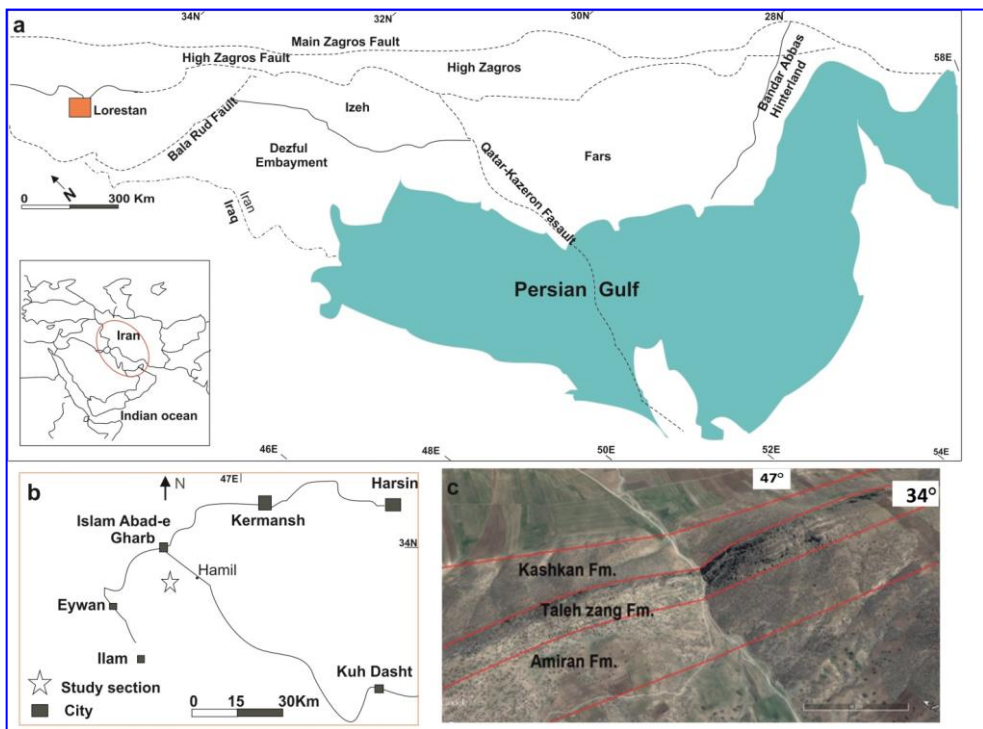 a
34N
32N
30N
28N
58E
Main Zagros Fault
High Zagros Fault
High Zagros
Bandar Abbas
Hinterland
Lorestan
Izeh
Bala Rud Fault
Dezful
Embayment
Fars
Qatar-Kazeron Fasault
N
0 300 Km
Iran
Iraq
Persian Gulf
Iran
Indian ocean
46E
48E
50E
52E
54E
b
N
47E
Harsin
Kermansh
Islam Abad-e
Gharb
34N
Hamil
Eywan
Ilam
Kuh Dasht
Study section
City
0 15 30Km
c
47°
34°
Kashkan Fm.
Taleh zang Fm.
Amiran Fm.